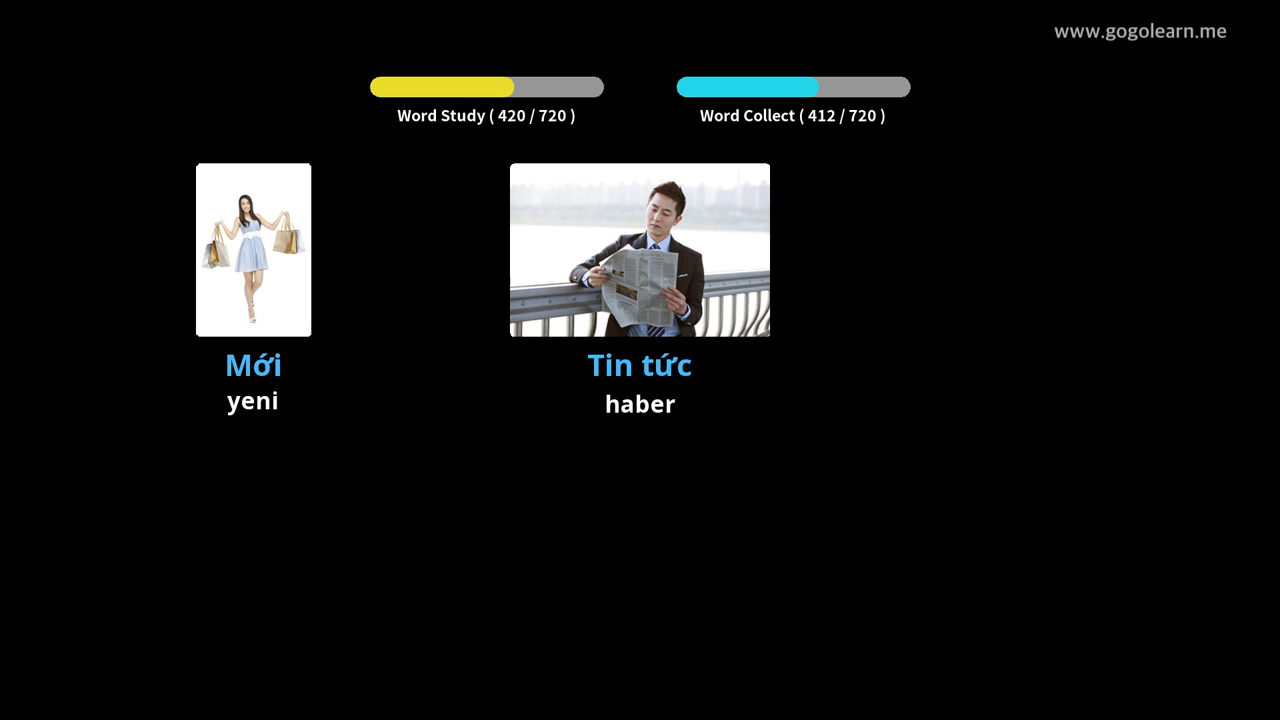 www.gogolearn.me
Word Study ( 420 / 720 )
Word Collect ( 412 / 720 )
Mới
yeni
Tin tức
haber